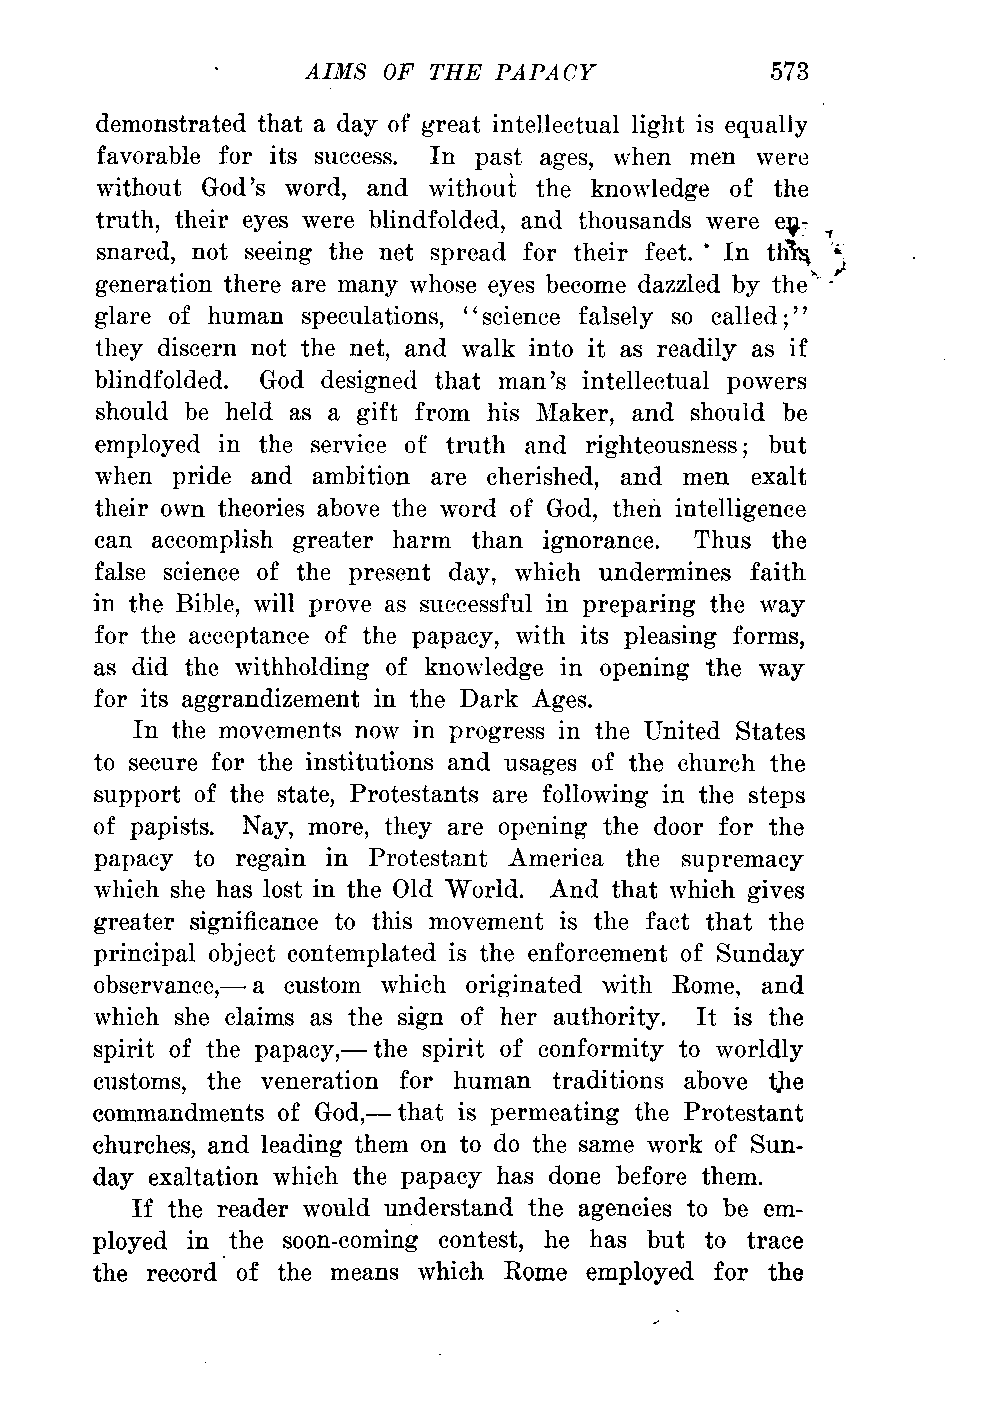 AIMS OF THE PAPACY 573
demonstrated that a day of great intellectual light is equally
favorable for its success. In past ages, when men were
without God's word, and without the knowledge of the
truth, their eyes were blindfolded, and thousands were en-
snared, not seeing the net spread for their feet. In this
generation there are many whose eyes become dazzled by the
glare of human speculations, "science falsely so called;"
they discern not the net, and walk into it as readily as if
blindfolded. God designed that man's intellectual powers
should be held as a gift from his Maker, and should be
employed in the service of truth and righteousness; but
when pride and ambition are cherished, and men exalt
their own theories above the word of God, then intelligence
can accomplish greater harm than ignorance. Thus the
false science of the present day, which undermines faith
in the Bible, will prove as successful in preparing the way
for the acceptance of the papacy, with its pleasing forms,
as did the withholding of knowledge in opening the way
for its aggrandizement in the Dark Ages.
In the movements now in progress in the United States
to secure for the institutions and usages of the church the
support of the state, Protestants are following in the steps
of papists. Nay, more, they are opening the door for the
papacy to regain in Protestant America the supremacy
which she has lost in the Old World. And that which gives
greater significance to this movement is the fact that the
principal object contemplated is the enforcement of Sunday
observance,— a custom which originated with Rome, and
which she claims as the sign of her authority. It is the
spirit of the papacy,— the spirit of conformity to worldly
customs, the veneration for human traditions above the
commandments of God,— that is permeating the Protestant
churches, and leading them on to do the same work of Sun-
day exaltation which the papacy has done before them.
If the reader would understand the agencies to be em-
ployed in the soon-coming contest, he has but to trace
the record of the means which Rome employed for the